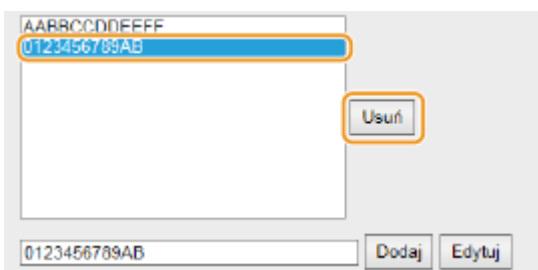 AABBCCDDEEFF
0123456789AB
Usuń
0123456789AB
Dodaj
Edytuj